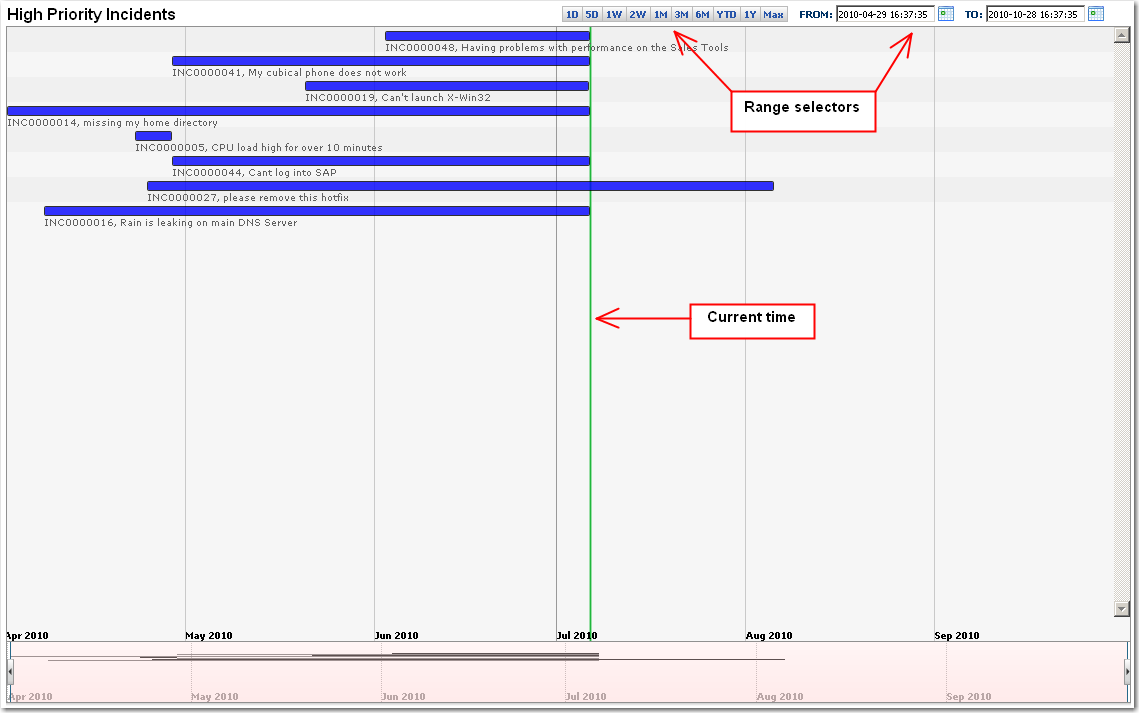 High Priority Incidents 1D 5D 1W 2W 1M 3M 6M YTD 1Y Max FROM: 2010-04-29 16:37:35 TO: 2010-10-28 16:37:35
INC0000048, Having problems with performance on the Sales Tools
INC0000041, My cubical phone does not work
INC0000019, Can't launch X-Win32
Range selectors
INC0000014, missing my home directory
INC0000005, CPU load high for over 10 minutes
INC0000044, Cant log into SAP
INC0000027, please remove this hotfix
INC0000016, Rain is leaking on main DNS Server
Current time
Apr 2010 May 2010 Jun 2010 Jul 2010 Aug 2010 Sep 2010
Apr 2010 May 2010 Jun 2010 Jul 2010 Aug 2010 Sep 2010